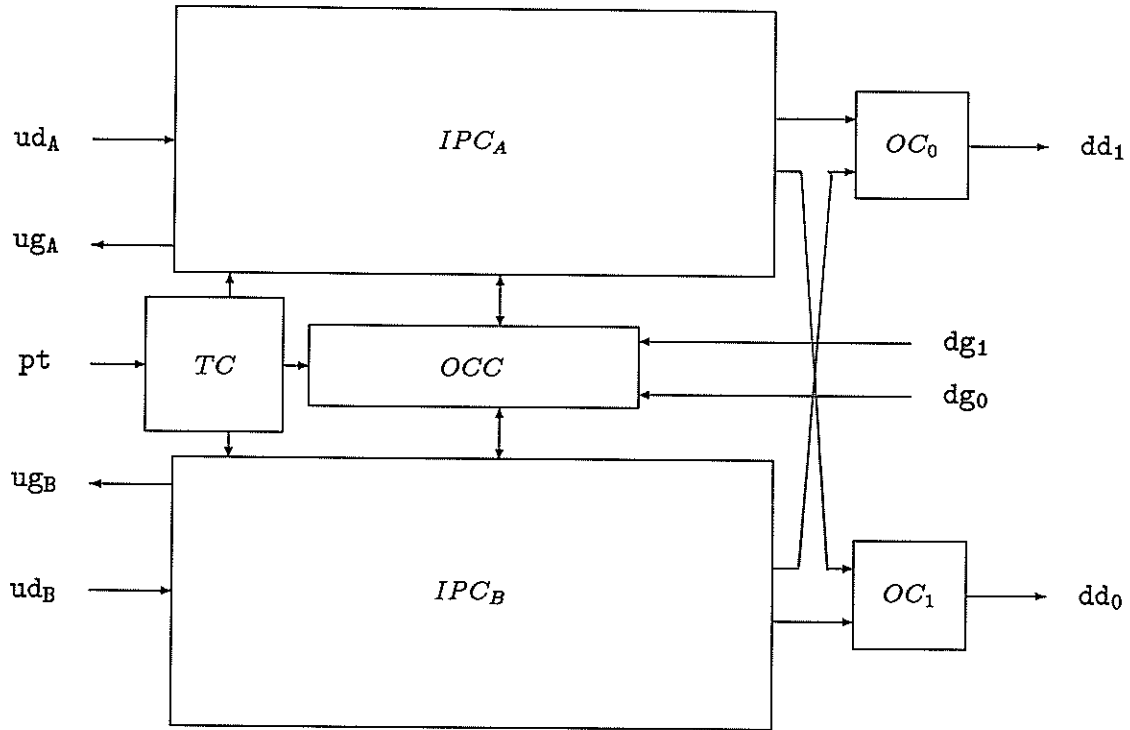 ud_A
IPC_A
OC_0
dd_1
ug_A
pt
TC
OCC
dg_1
dg_0
ug_B
ud_B
IPC_B
OC_1
dd_0